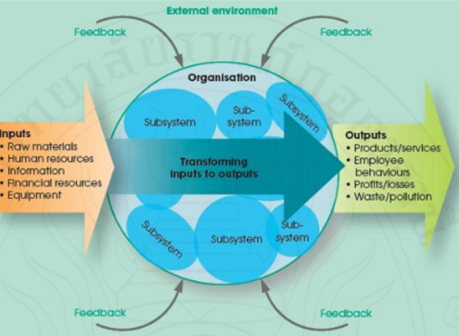 External environment
Feedback
Feedback
Organisation
Subsystem
Sub-
system
Subsystem
Inputs
• Raw materials
• Human resources
• Information
• Financial resources
• Equipment
Transforming
inputs to outputs
Outputs
• Products/services
• Employee
behaviours
• Profits/losses
• Waste/pollution
Subsystem
Subsystem
Sub-
system
Feedback
Feedback